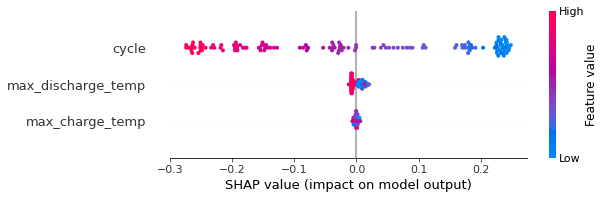 High
cycle
max_discharge_temp
max_charge_temp
Low
Feature value
−0.3 −0.2 −0.1 0.0 0.1 0.2
SHAP value (impact on model output)